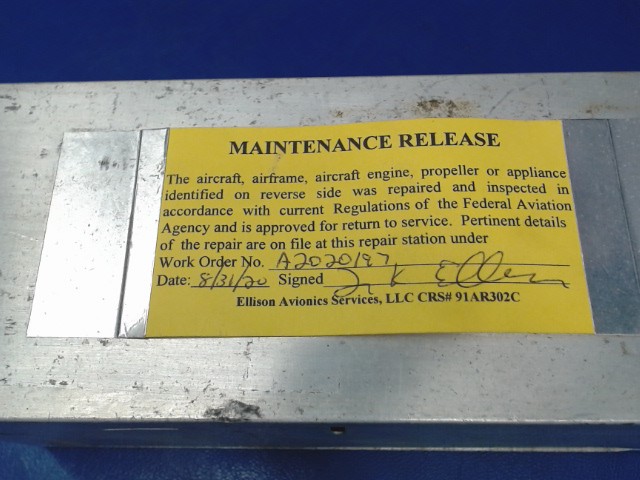 MAINTENANCE RELEASE
The aircraft, airframe, aircraft engine, propeller or appliance
identified on reverse side was repaired and inspected in
accordance with current Regulations of the Federal Aviation
Agency and is approved for return to service. Pertinent details
of the repair are on file at this repair station under
Work Order No. A2020197
Date: 8/31/20 Signed
Ellison Avionics Services, LLC CRS# 91AR302C